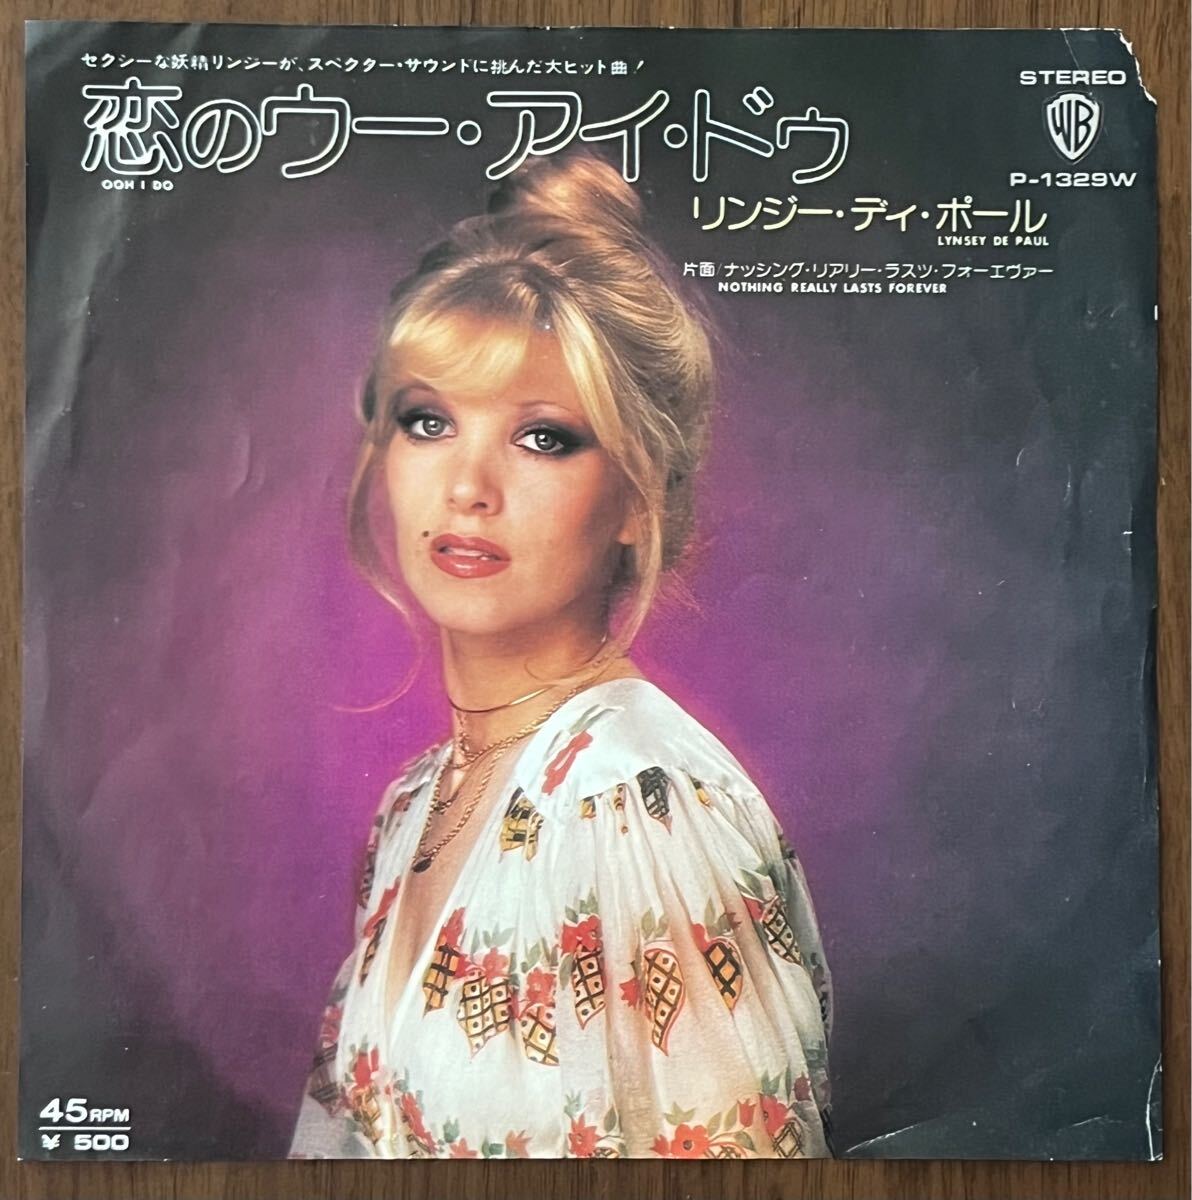 セクシーな妖精リンジーが、スペクター・サウンドに挑んだ大ヒット曲!
恋のウー・アイ・ドゥ
OOH I DO
STEREO
WB
P-1329W
リンジー・ディ・ポール
LYNSEY DE PAUL
片面/ナッシング・リアリー・ラスツ・フォーエヴァー
NOTHING REALLY LASTS FOREVER
45RPM
¥ 500